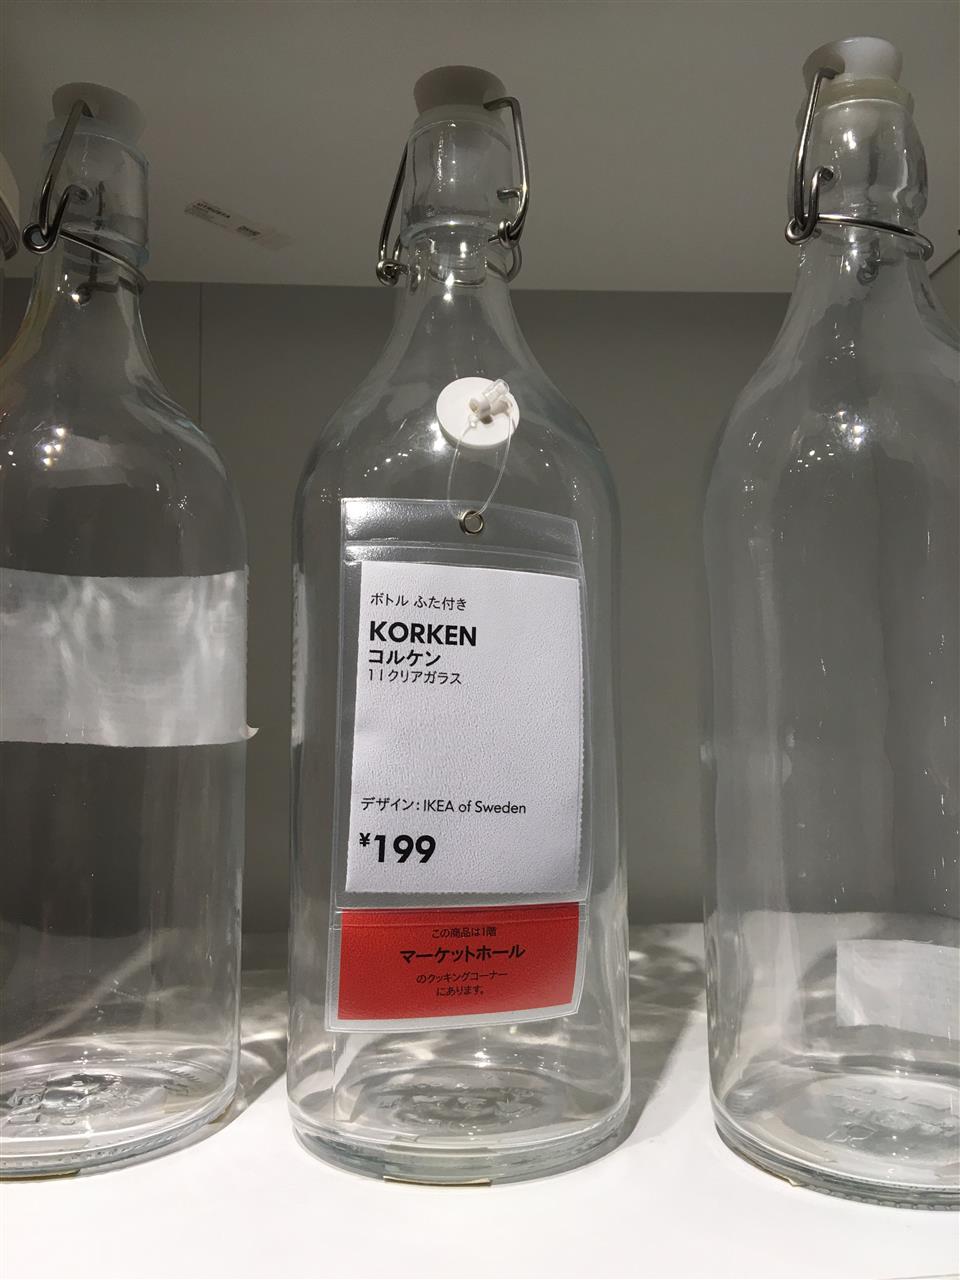 ボトル ふた付き
KORKEN
コルケン
1 l クリアガラス
デザイン: IKEA of Sweden
¥199
この商品は1階
マーケットホール
のクッキングコーナー
にあります。